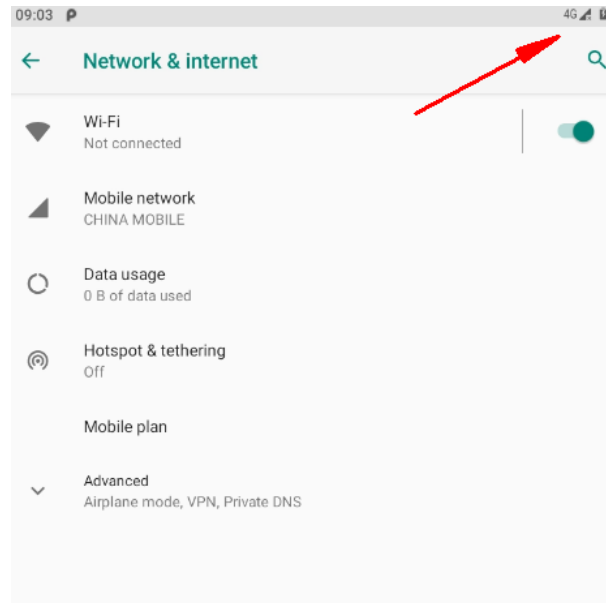 09:03 4G
Network & internet
Wi-Fi
Not connected
Mobile network
CHINA MOBILE
Data usage
0 B of data used
Hotspot & tethering
Off
Mobile plan
Advanced
Airplane mode, VPN, Private DNS